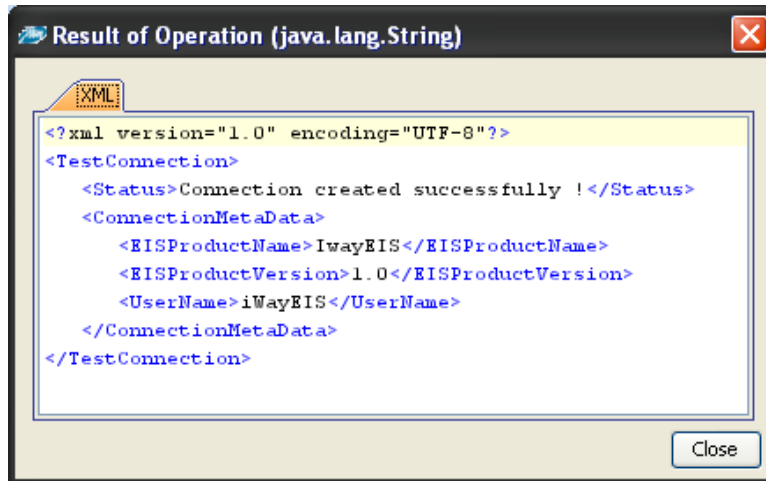 Result of Operation (java.lang.String)
XML
<?xml version="1.0" encoding="UTF-8"?>
<TestConnection>
<Status>Connection created successfully !</Status>
<ConnectionMetaData>
<EISProductName>IwayEIS</EISProductName>
<EISProductVersion>1.0</EISProductVersion>
<UserName>iWayEIS</UserName>
</ConnectionMetaData>
</TestConnection>
Close